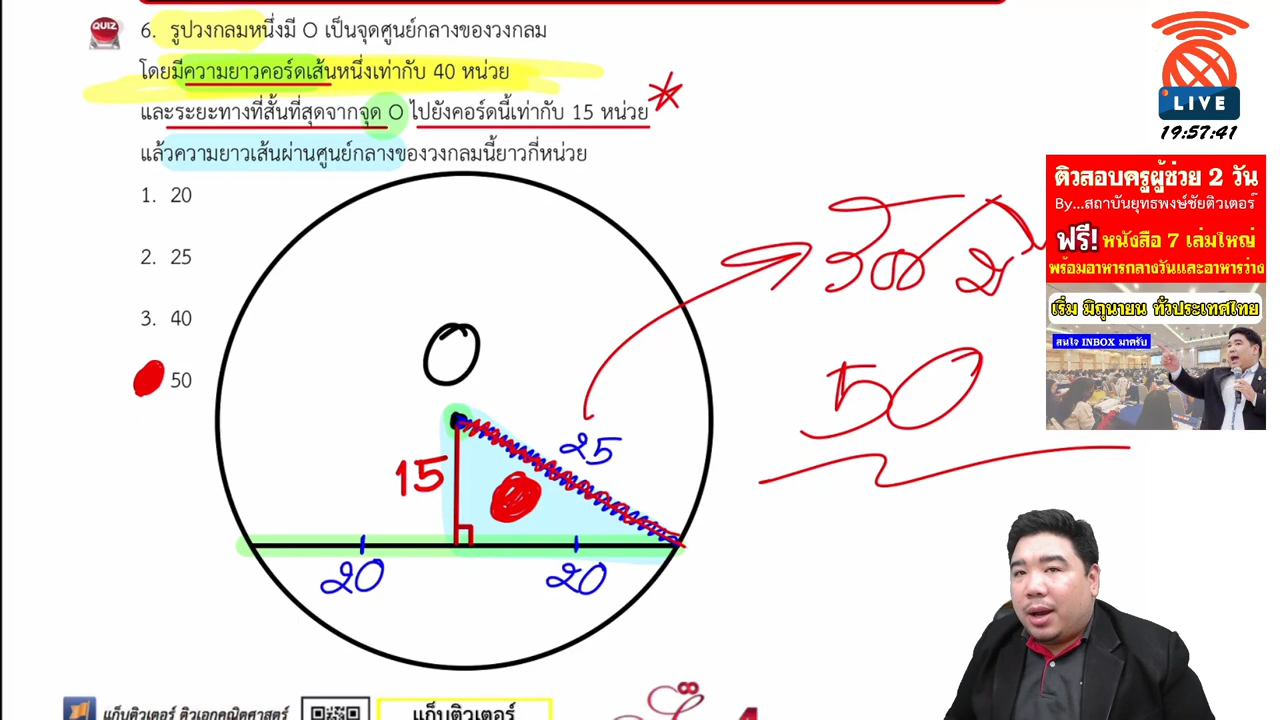 QUIZ
6. รูปวงกลมหนึ่งมี O เป็นจุดศูนย์กลางของวงกลม
โดยมีความยาวคอร์ดเส้นหนึ่งเท่ากับ 40 หน่วย
และระยะทางที่สั้นที่สุดจากจุด O ไปยังคอร์ดนี้เท่ากับ 15 หน่วย
แล้วความยาวเส้นผ่านศูนย์กลางของวงกลมนี้ยาวกี่หน่วย
1. 20
2. 25
3. 40
50
O
15
25
20
20
50
LIVE
19:57:41
ติวสอบครูผู้ช่วย 2 วัน
By...สถาบันยุทธพงษ์ชัยติวเตอร์
ฟรี! หนังสือ 7 เล่มใหญ่
พร้อมอาหารกลางวันและอาหารว่าง
เริ่ม มิถุนายน ทั่วประเทศไทย
สนใจ INBOX มาครับ
แก็บติวเตอร์ ติวเอกคณิตศาสตร์
แก็บติวเตอร์